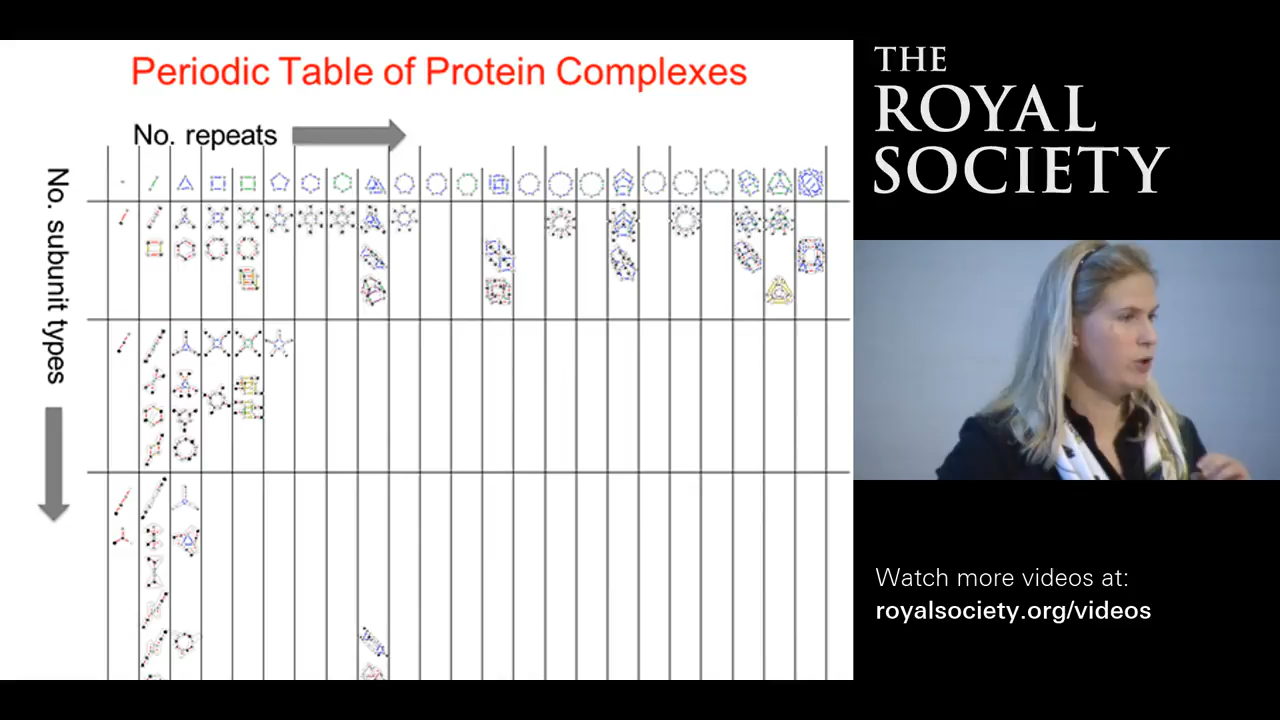 Periodic Table of Protein Complexes
No. repeats
No. subunit types
THE
ROYAL
SOCIETY
Watch more videos at:
royalsociety.org/videos